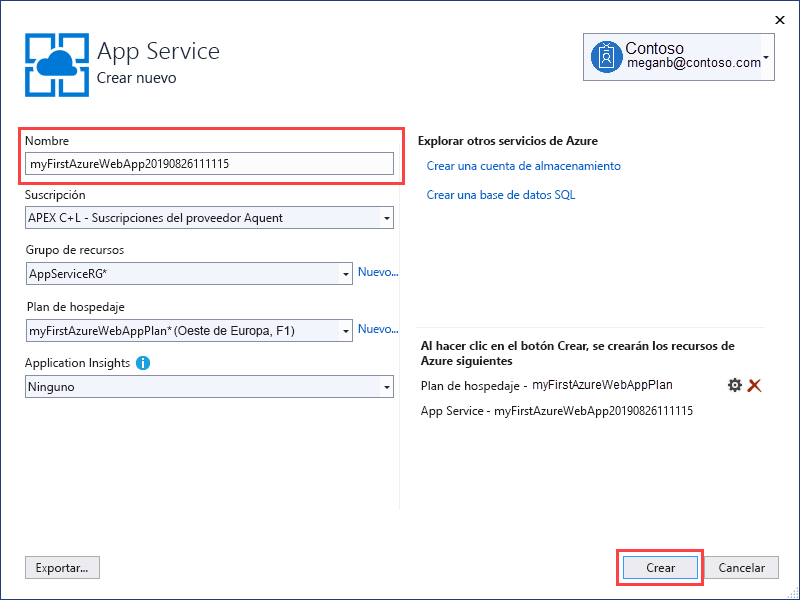 App Service
Crear nuevo
Contoso
meganb@contoso.com
Nombre
myFirstAzureWebApp20190826111115
Suscripción
APEX C+L - Suscripciones del proveedor Aquent
Grupo de recursos
AppServiceRG*
Nuevo...
Plan de hospedaje
myFirstAzureWebAppPlan* (Oeste de Europa, F1)
Nuevo...
Application Insights
Ninguno
Explorar otros servicios de Azure
Crear una cuenta de almacenamiento
Crear una base de datos SQL
Al hacer clic en el botón Crear, se crearán los recursos de
Azure siguientes
Plan de hospedaje - myFirstAzureWebAppPlan
App Service - myFirstAzureWebApp20190826111115
Exportar...
Crear
Cancelar